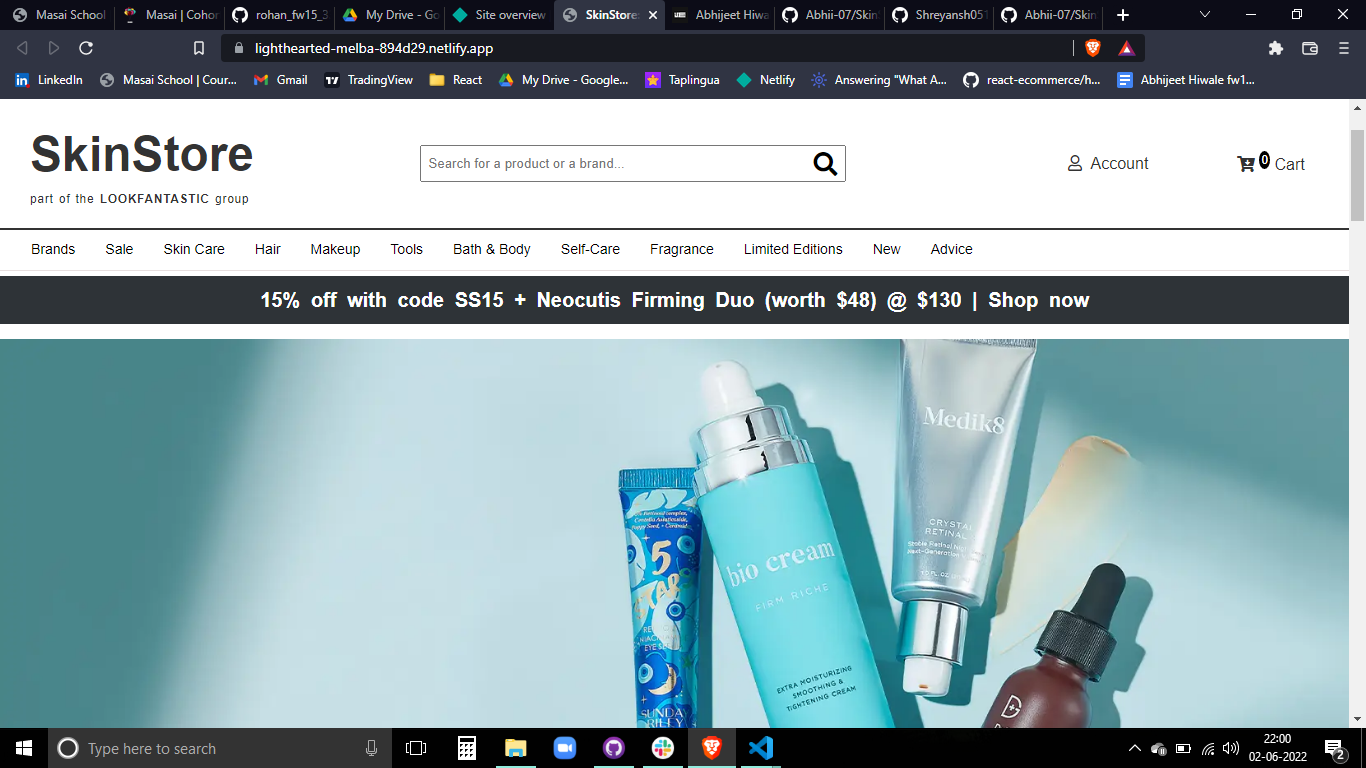 Masai School
Masai | Cohor
rohan_fw15_3
My Drive - Go
Site overview
SkinStore
Abhijeet Hiwa
Abhii-07/Skin
Shreyansh051
Abhii-07/Skin
lighthearted-melba-894d29.netlify.app
LinkedIn
Masai School | Cour...
Gmail
TradingView
React
My Drive - Google...
Taplingua
Netlify
Answering "What A...
react-ecommerce/h...
Abhijeet Hiwale fw1...
SkinStore
part of the LOOKFANTASTIC group
Search for a product or a brand...
Account
0
Cart
Brands
Sale
Skin Care
Hair
Makeup
Tools
Bath & Body
Self-Care
Fragrance
Limited Editions
New
Advice
15% off with code SS15 + Neocutis Firming Duo (worth $48) @ $130 | Shop now
Medik8
CRYSTAL
RETINAL
5
STAR
SUNDAY
RILEY
bio cream
FIRM RICHE
EXTRA MOISTURIZING
SMOOTHING &
TIGHTENING CREAM
Type here to search
22:00
02-06-2022
2